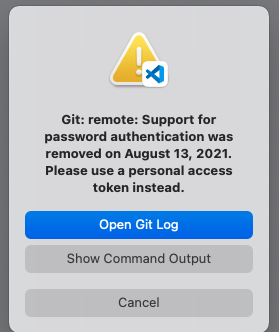 Git: remote: Support for
password authentication was
removed on August 13, 2021.
Please use a personal access
token instead.
Open Git Log
Show Command Output
Cancel